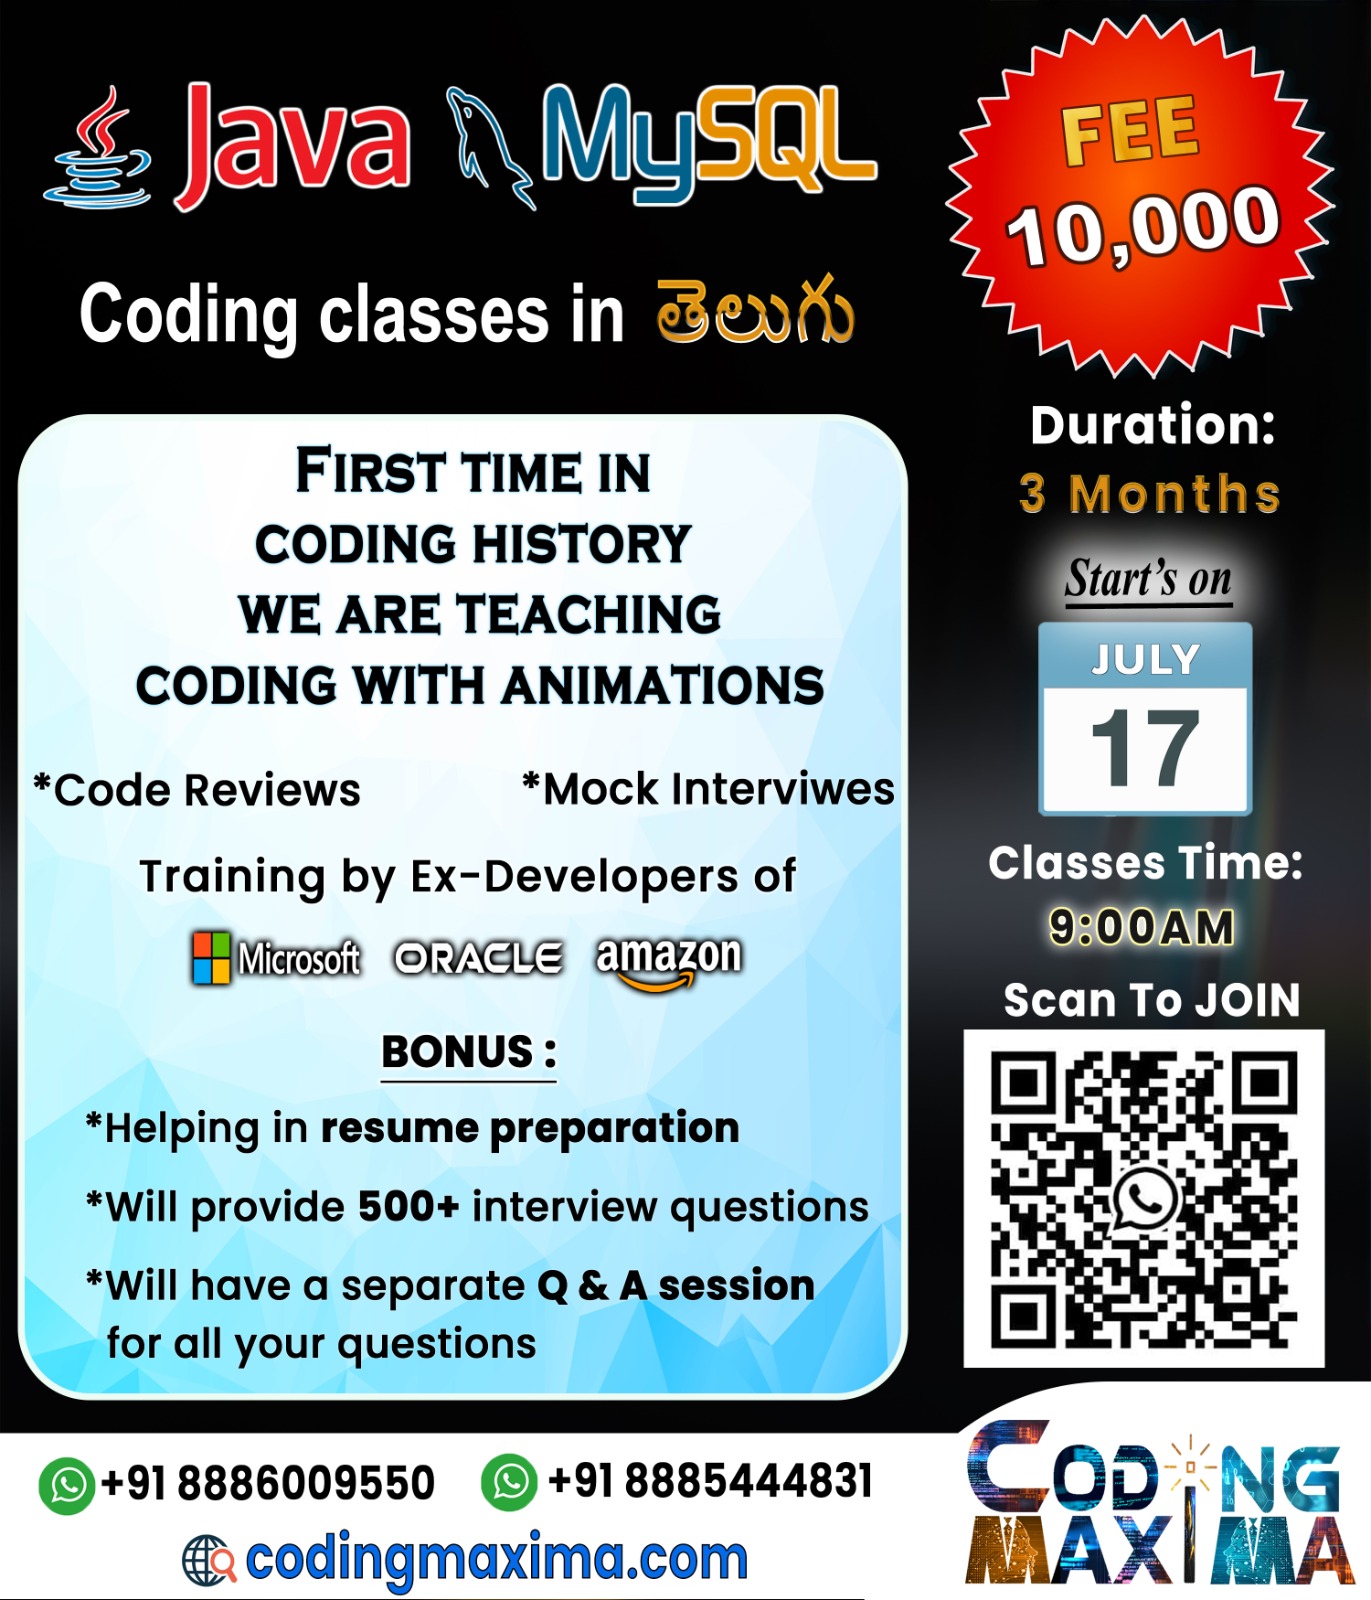 Java MySQL
Coding classes in తెలుగు
FEE
10,000
FIRST TIME IN
CODING HISTORY
WE ARE TEACHING
CODING WITH ANIMATIONS
*Code Reviews *Mock Interviwes
Training by Ex-Developers of
Microsoft ORACLE amazon
BONUS :
*Helping in resume preparation
*Will provide 500+ interview questions
*Will have a separate Q & A session
for all your questions
Duration:
3 Months
Start's on
JULY
17
Classes Time:
9:00AM
Scan To JOIN
+91 8886009550 +91 8885444831
codingmaxima.com
CODING
MAXIMA